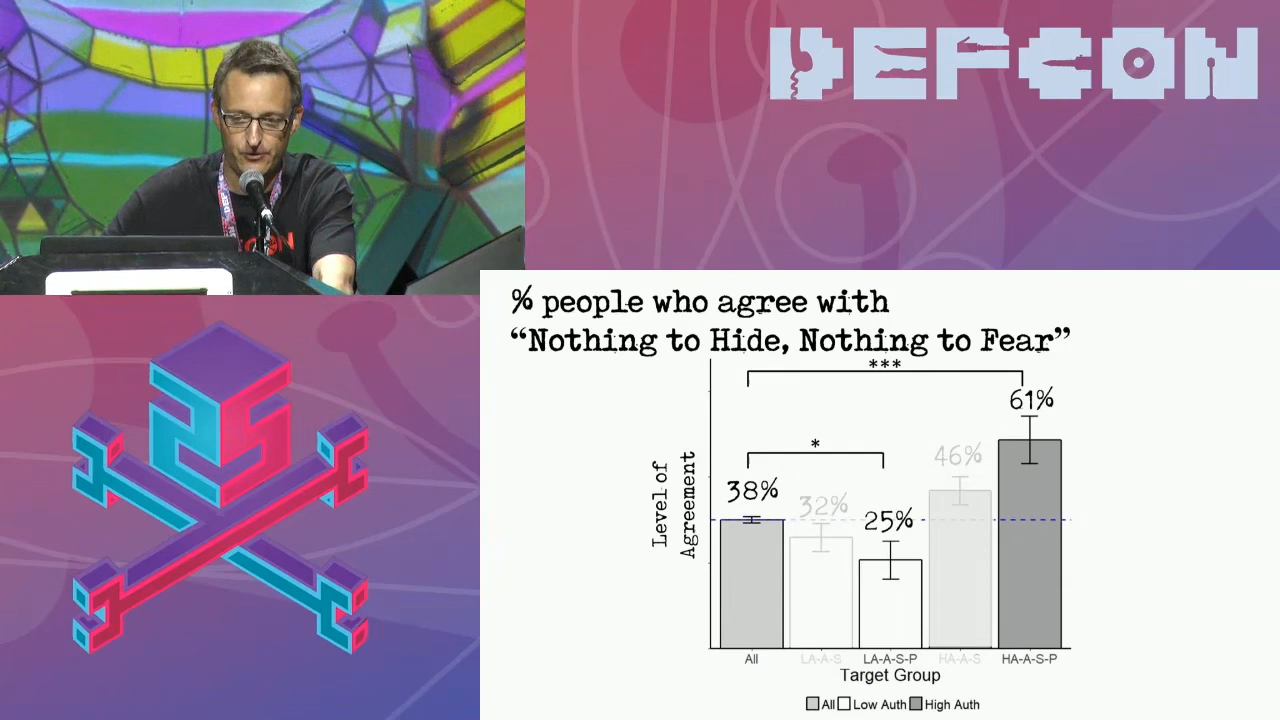 DEFCON
% people who agree with
“Nothing to Hide, Nothing to Fear”
***
61%
*
46%
38%
32%
25%
Level of
Agreement
All
LA-A-S
LA-A-S-P
HA-A-S
HA-A-S-P
Target Group
All
Low Auth
High Auth